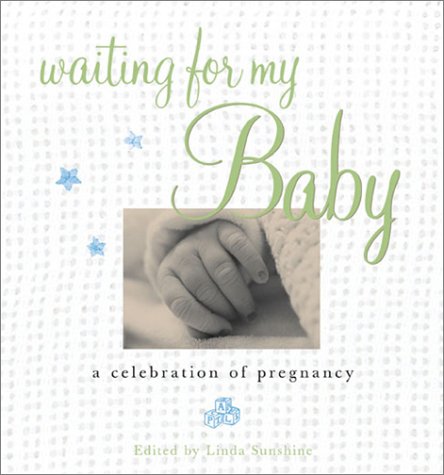 waiting for my
Baby
a celebration of pregnancy
A
P L
Edited by Linda Sunshine